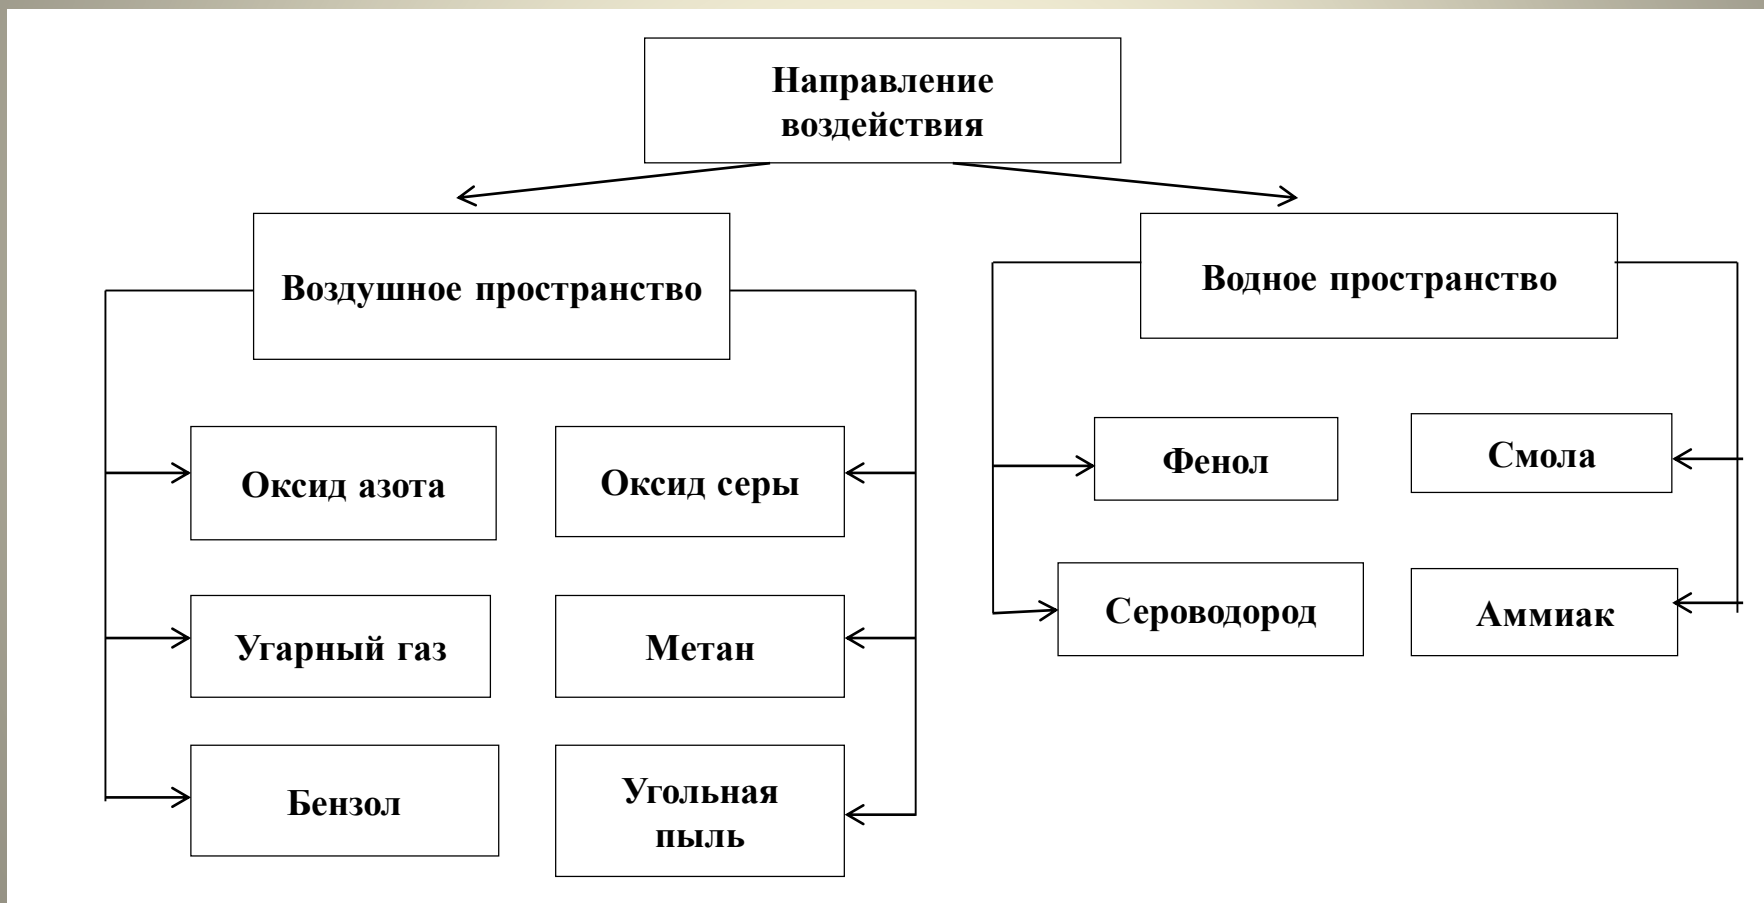 Направление
воздействия
Воздушное пространство
Водное пространство
Оксид азота
Оксид серы
Фенол
Смола
Угарный газ
Метан
Сероводород
Аммиак
Бензол
Угольная
пыль